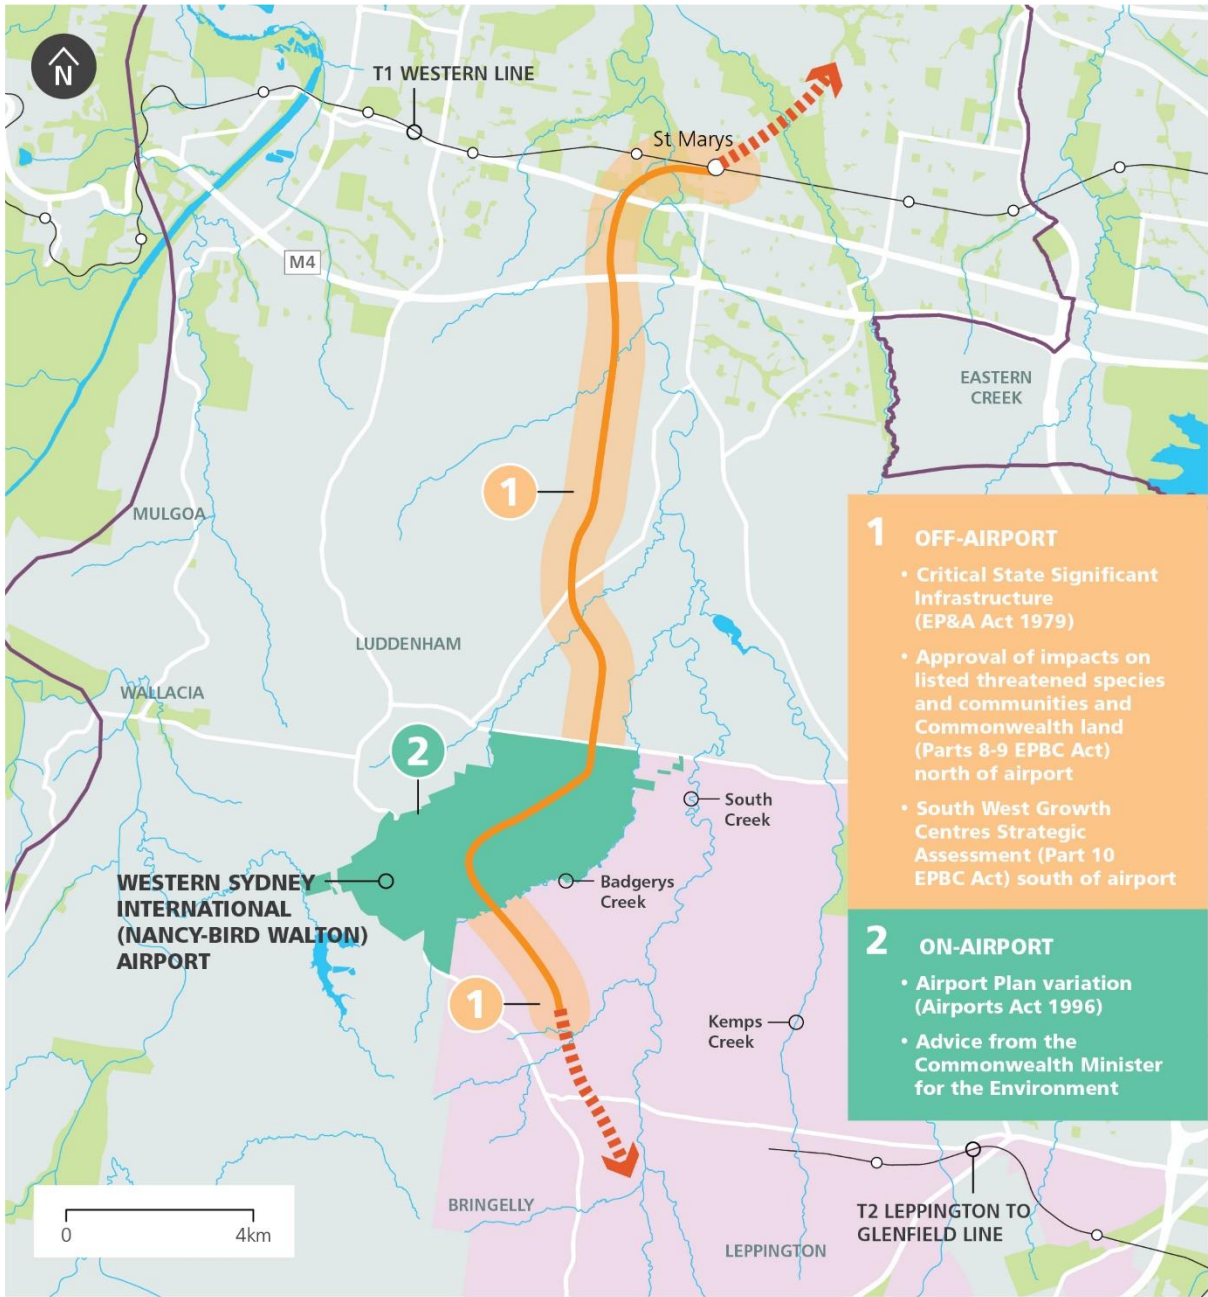 N
T1 WESTERN LINE
St Marys
M4
EASTERN
CREEK
1
MULGOA
LUDDENHAM
WALLACIA
2
South
Creek
WESTERN SYDNEY
INTERNATIONAL
(NANCY-BIRD WALTON)
AIRPORT
Badgerys
Creek
1
Kemps
Creek
BRINGELLY
LEPPINGTON
T2 LEPPINGTON TO
GLENFIELD LINE
0 4km
1 OFF-AIRPORT
• Critical State Significant
Infrastructure
(EP&A Act 1979)
• Approval of impacts on
listed threatened species
and communities and
Commonwealth land
(Parts 8-9 EPBC Act)
north of airport
• South West Growth
Centres Strategic
Assessment (Part 10
EPBC Act) south of airport
2 ON-AIRPORT
• Airport Plan variation
(Airports Act 1996)
• Advice from the
Commonwealth Minister
for the Environment